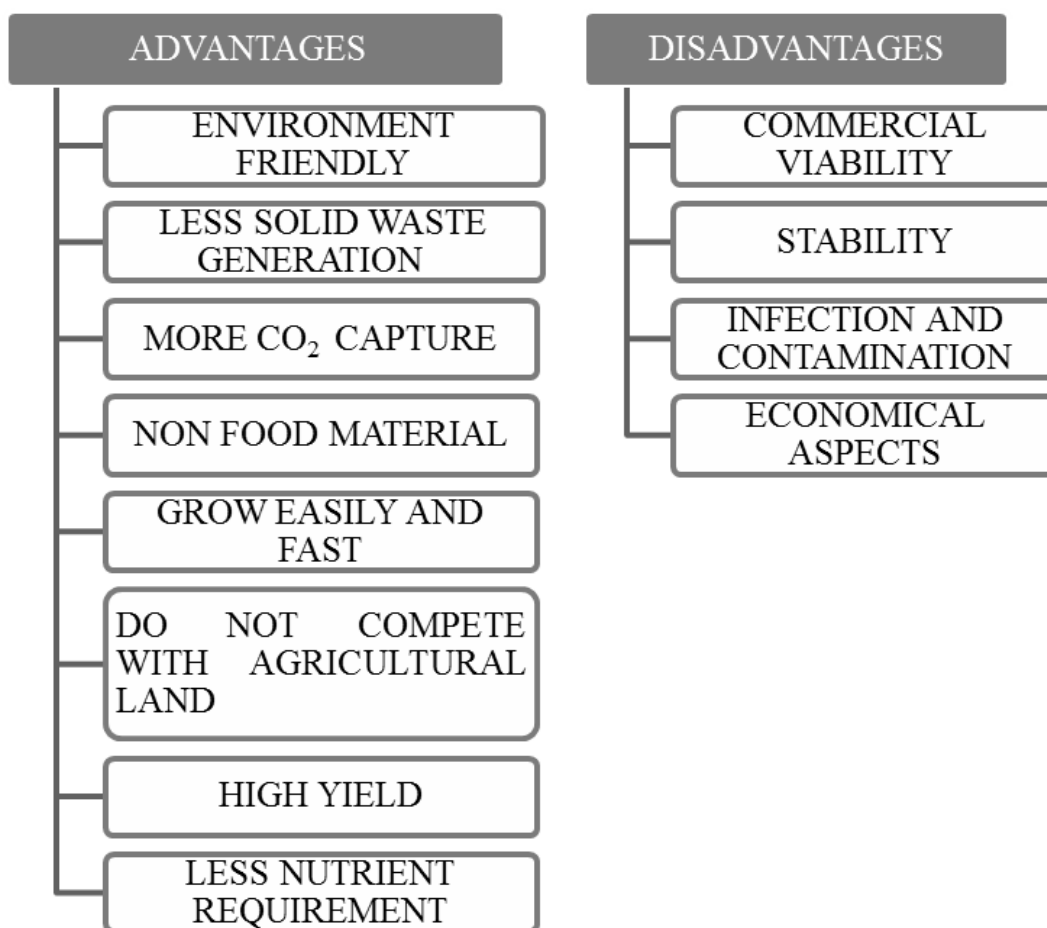 ADVANTAGES
ENVIRONMENT
FRIENDLY
LESS SOLID WASTE
GENERATION
MORE CO₂ CAPTURE
NON FOOD MATERIAL
GROW EASILY AND
FAST
DO NOT COMPETE
WITH AGRICULTURAL
LAND
HIGH YIELD
LESS NUTRIENT
REQUIREMENT
DISADVANTAGES
COMMERCIAL
VIABILITY
STABILITY
INFECTION AND
CONTAMINATION
ECONOMICAL
ASPECTS